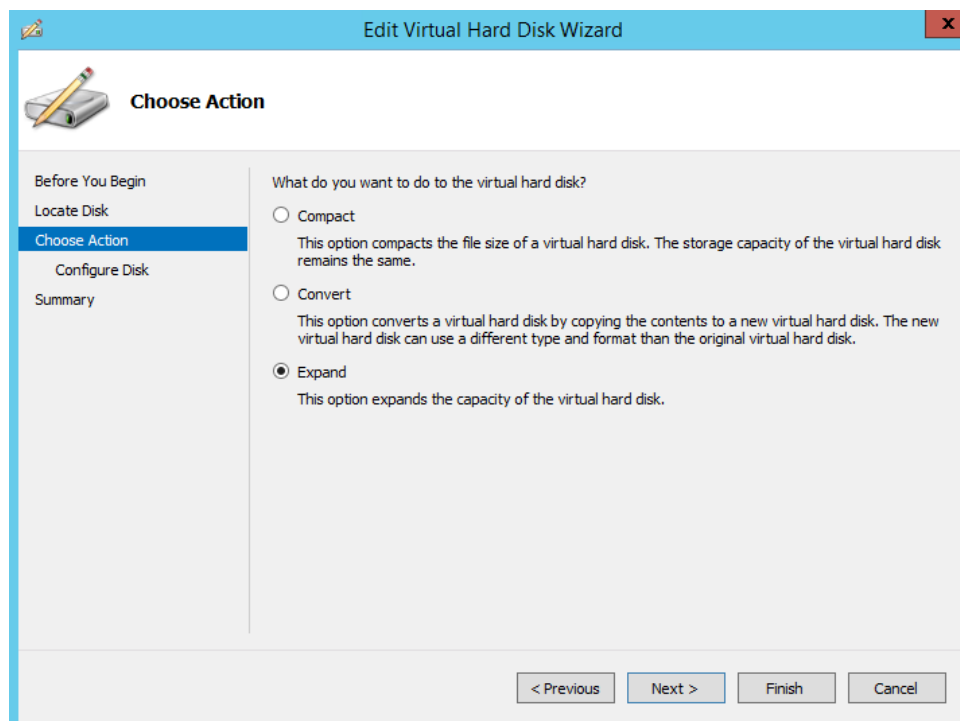 Edit Virtual Hard Disk Wizard
x
Choose Action
Before You Begin
Locate Disk
Choose Action
Configure Disk
Summary
What do you want to do to the virtual hard disk?
Compact
This option compacts the file size of a virtual hard disk. The storage capacity of the virtual hard disk
remains the same.
Convert
This option converts a virtual hard disk by copying the contents to a new virtual hard disk. The new
virtual hard disk can use a different type and format than the original virtual hard disk.
Expand
This option expands the capacity of the virtual hard disk.
< Previous
Next >
Finish
Cancel